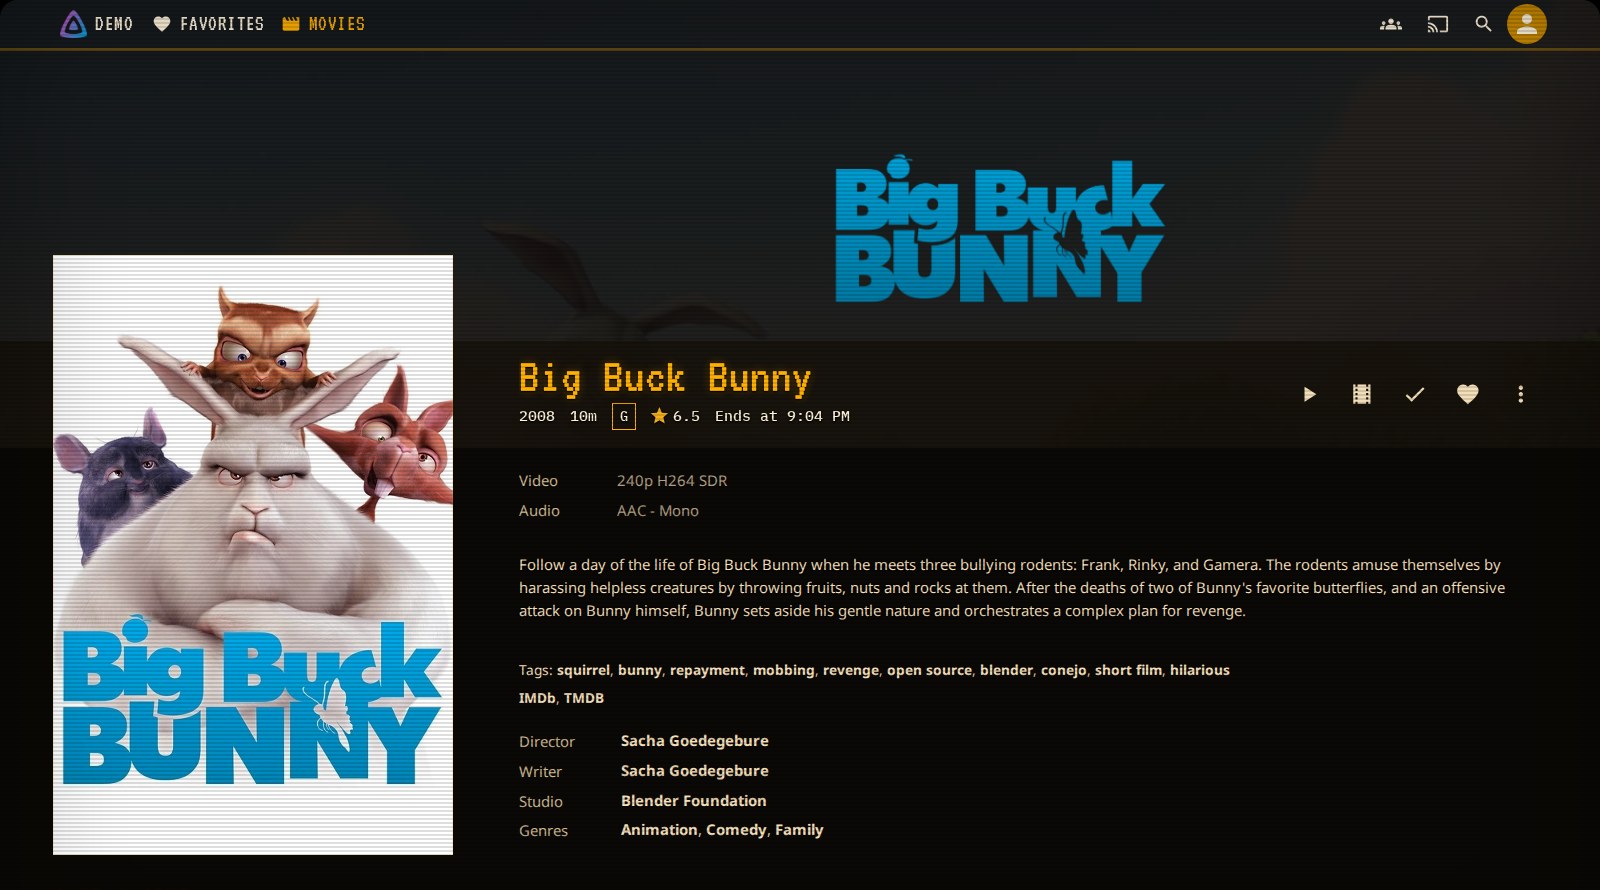 DEMO FAVORITES MOVIES
Big Buck
BUNNY
Big Buck
BUNNY
Big Buck Bunny
2008 10m G 6.5 Ends at 9:04 PM
Video 240p H264 SDR
Audio AAC - Mono
Follow a day of the life of Big Buck Bunny when he meets three bullying rodents: Frank, Rinky, and Gamera. The rodents amuse themselves by
harassing helpless creatures by throwing fruits, nuts and rocks at them. After the deaths of two of Bunny's favorite butterflies, and an offensive
attack on Bunny himself, Bunny sets aside his gentle nature and orchestrates a complex plan for revenge.
Tags: squirrel, bunny, repayment, mobbing, revenge, open source, blender, conejo, short film, hilarious
IMDb, TMDB
Director Sacha Goedegebure
Writer Sacha Goedegebure
Studio Blender Foundation
Genres Animation, Comedy, Family